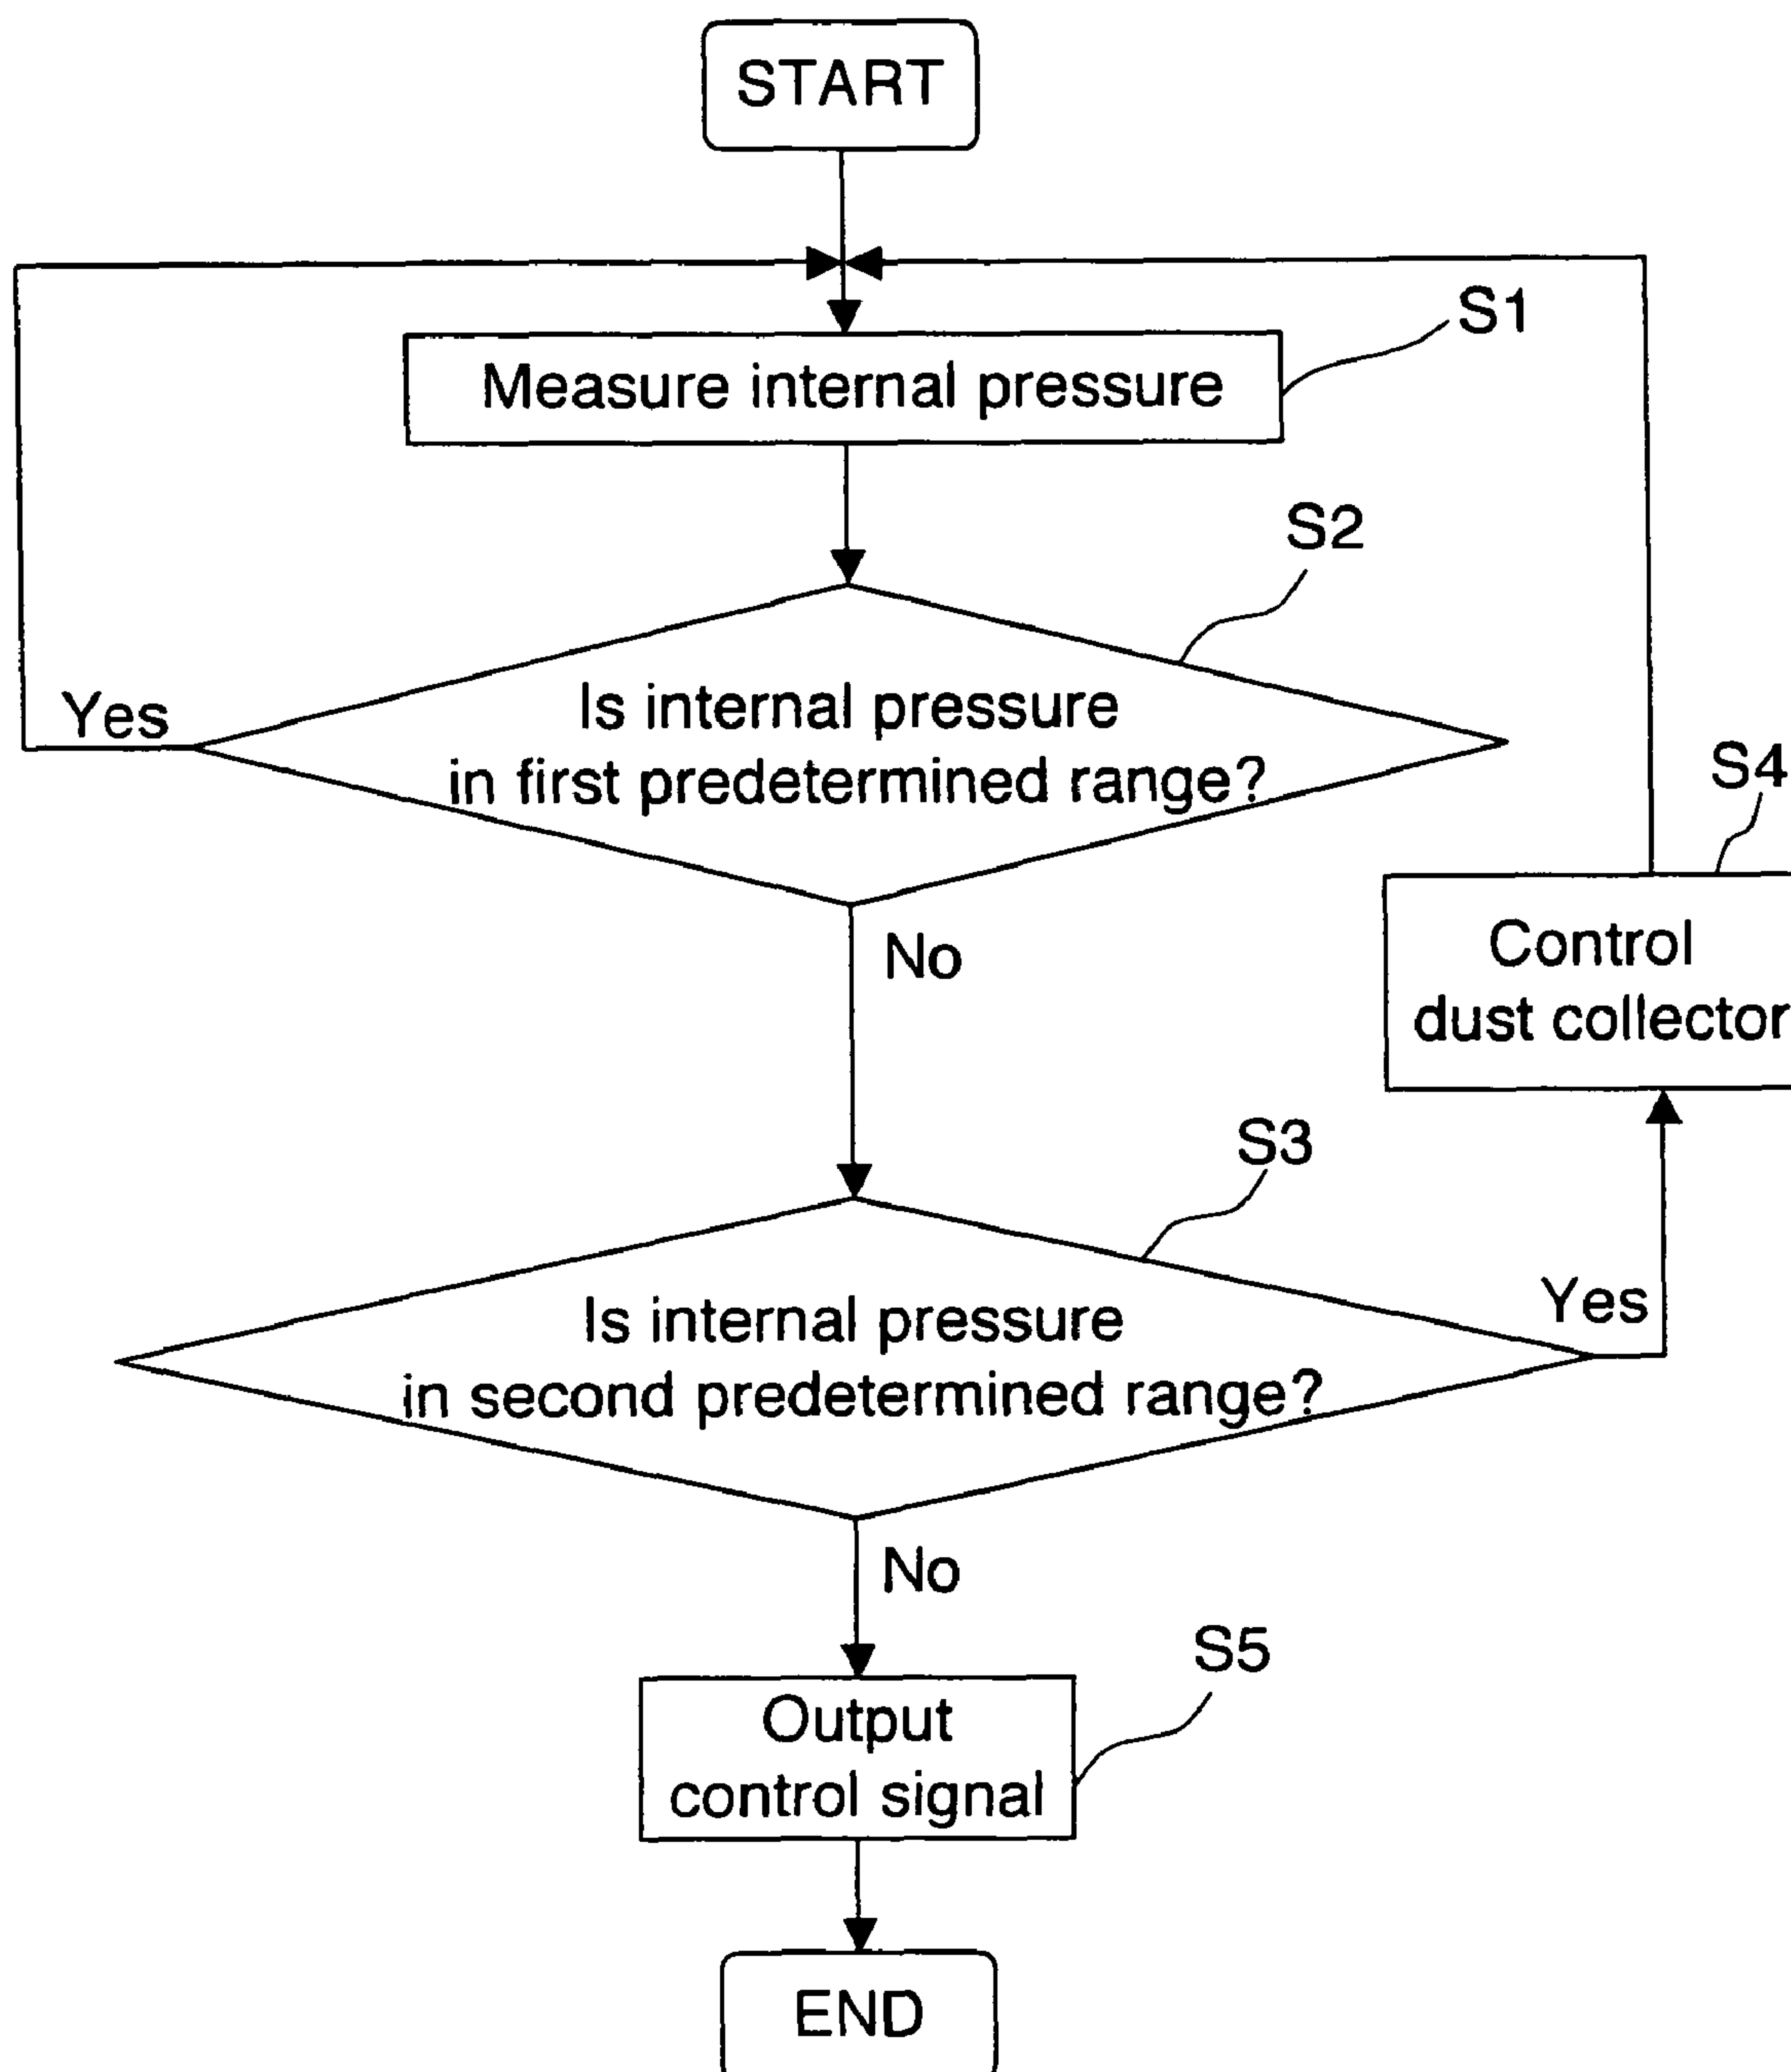 START
S1
Measure internal pressure
S2
Is internal pressure
in first predetermined range?
Yes
No
S4
Control
dust collector
S3
Is internal pressure
in second predetermined range?
Yes
No
S5
Output
control signal
END